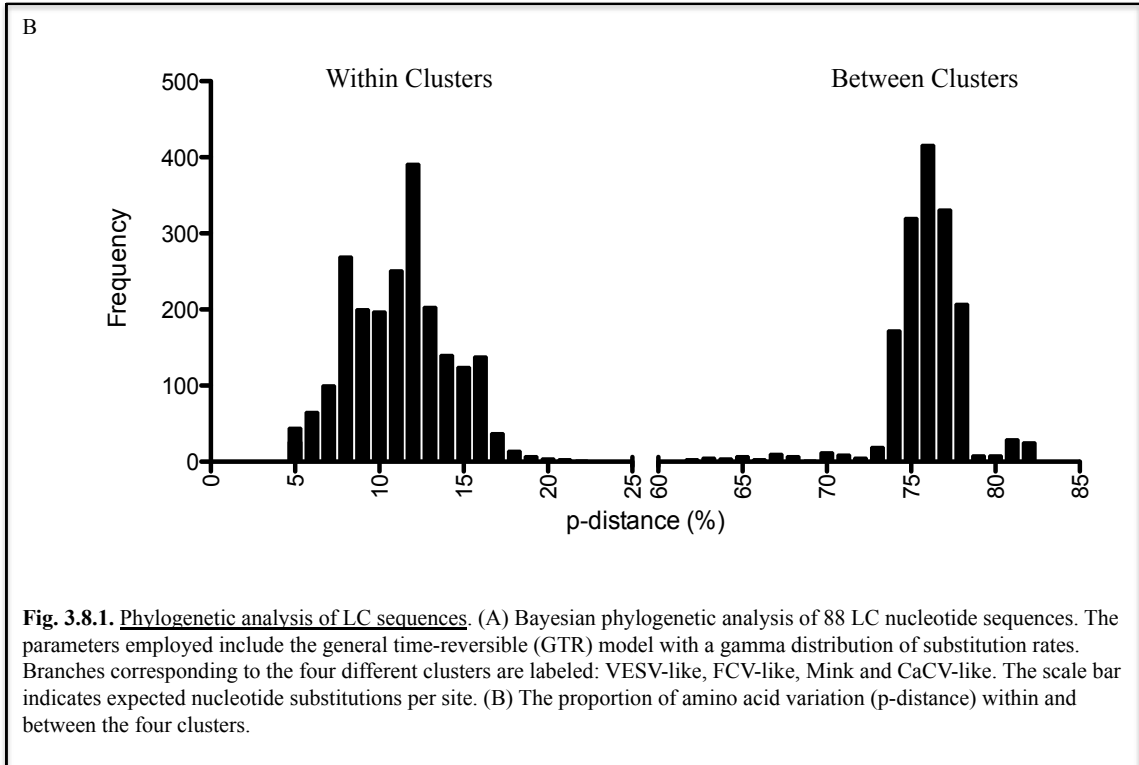 B
Within Clusters
Between Clusters
500
400
300
200
100
0
Frequency
0
5
10
15
20
25
60
65
70
75
80
85
p-distance (%)
Fig. 3.8.1. Phylogenetic analysis of LC sequences. (A) Bayesian phylogenetic analysis of 88 LC nucleotide sequences. The
parameters employed include the general time-reversible (GTR) model with a gamma distribution of substitution rates.
Branches corresponding to the four different clusters are labeled: VESV-like, FCV-like, Mink and CaCV-like. The scale bar
indicates expected nucleotide substitutions per site. (B) The proportion of amino acid variation (p-distance) within and
between the four clusters.